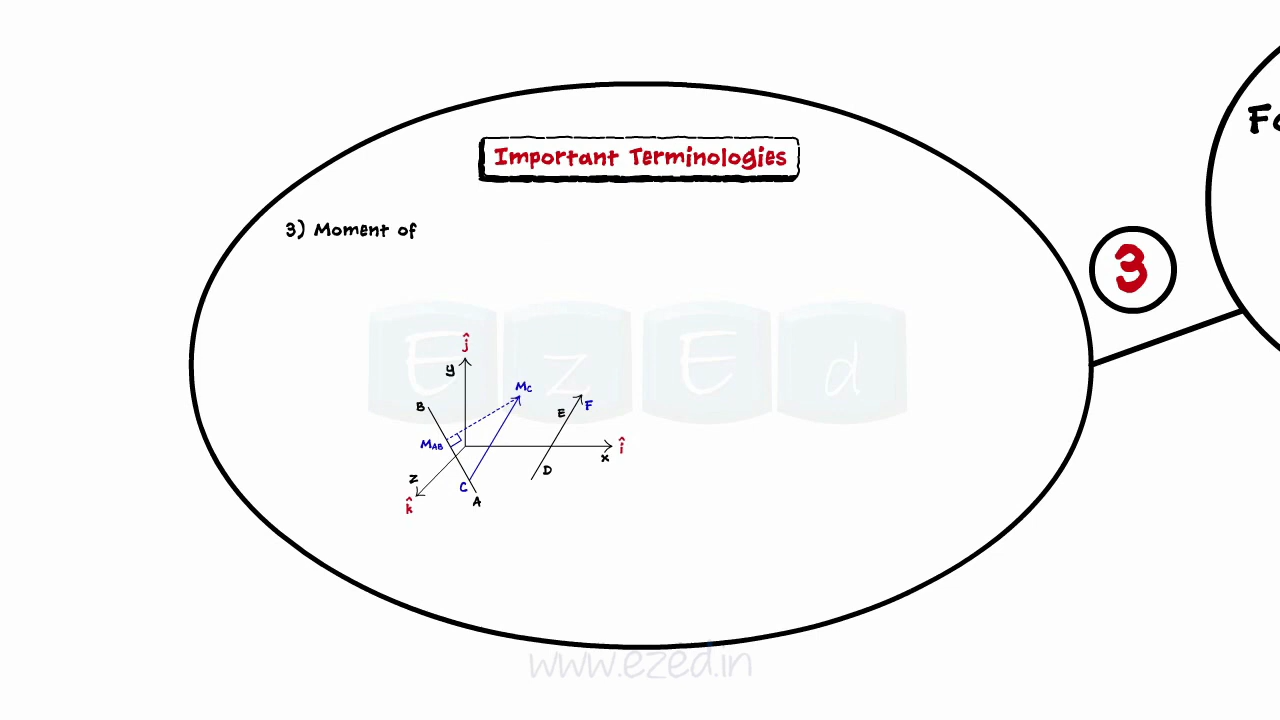 Fo
Important Terminologies
3) Moment of
3
E z E d
ĵ
y
Mc
B
E
F
MAB
î
x
D
z
C
k̂
A
www.ezed.in